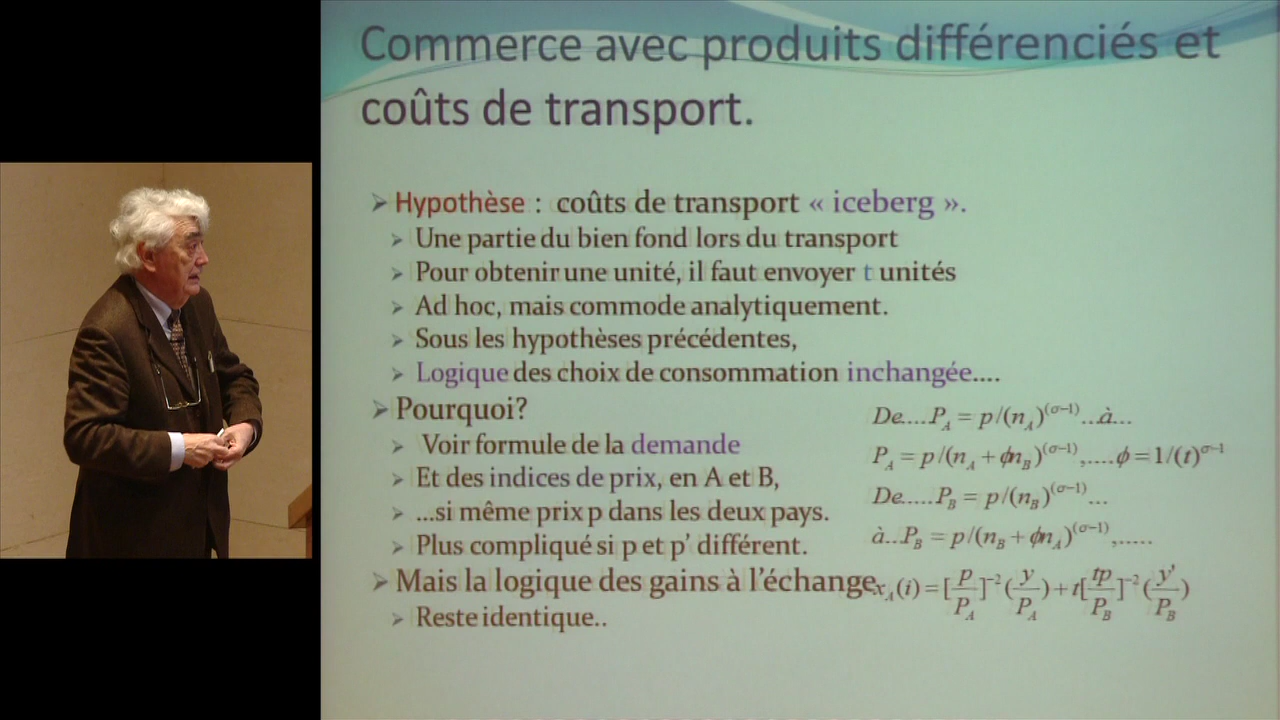 Commerce avec produits différenciés et
coûts de transport.
Hypothèse : coûts de transport « iceberg ».
Une partie du bien fond lors du transport
Pour obtenir une unité, il faut envoyer t unités
Ad hoc, mais commode analytiquement.
Sous les hypothèses précédentes,
Logique des choix de consommation inchangée....
Pourquoi?
De....P_A = p/(n_A)^(σ-1)...à...
Voir formule de la demande
P_A = p/(n_A + ϕn_B)^(σ-1),....ϕ = 1/(t)^σ-1
Et des indices de prix, en A et B,
De.....P_B = p/(n_B)^(σ-1)...
...si même prix p dans les deux pays.
à...P_B = p/(n_B + ϕn_A)^(σ-1),.....
Plus compliqué si p et p' différent.
Mais la logique des gains à l'échange
x_A(i) = [p/P_A]^-2 (y/P_A) + t[tp/P_B]^-2 (y'/P_B)
Reste identique..